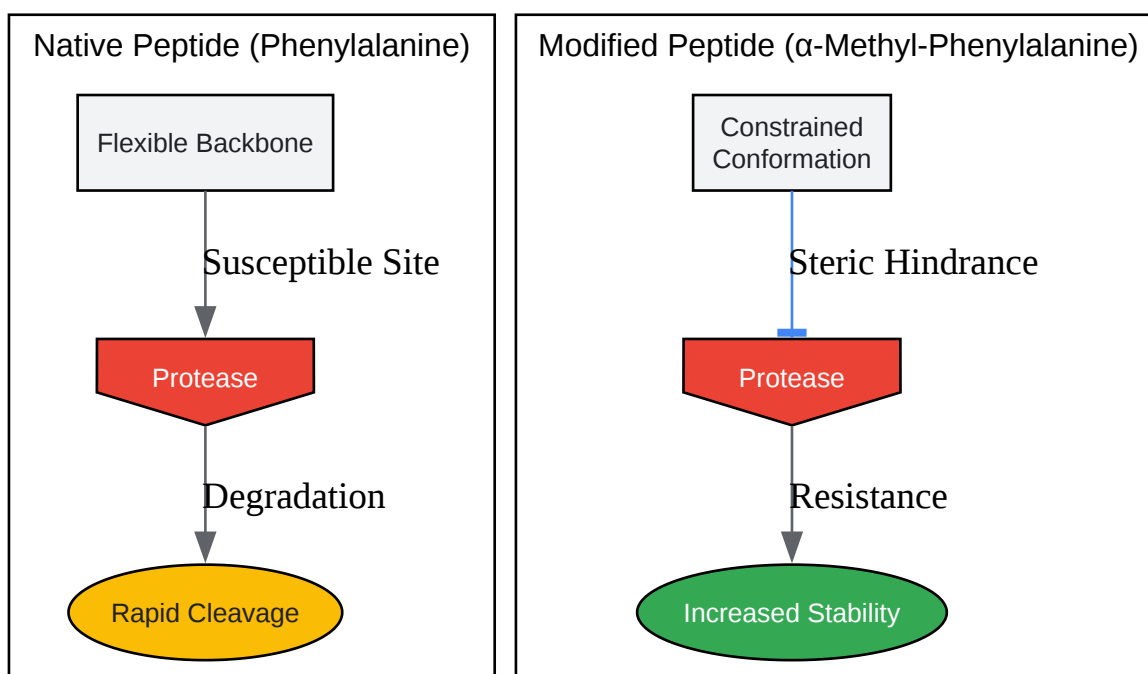 Native Peptide (Phenylalanine)
Flexible Backbone
Susceptible Site
Protease
Degradation
Rapid Cleavage
Modified Peptide (α-Methyl-Phenylalanine)
Constrained
Conformation
Steric Hindrance
Protease
Resistance
Increased Stability